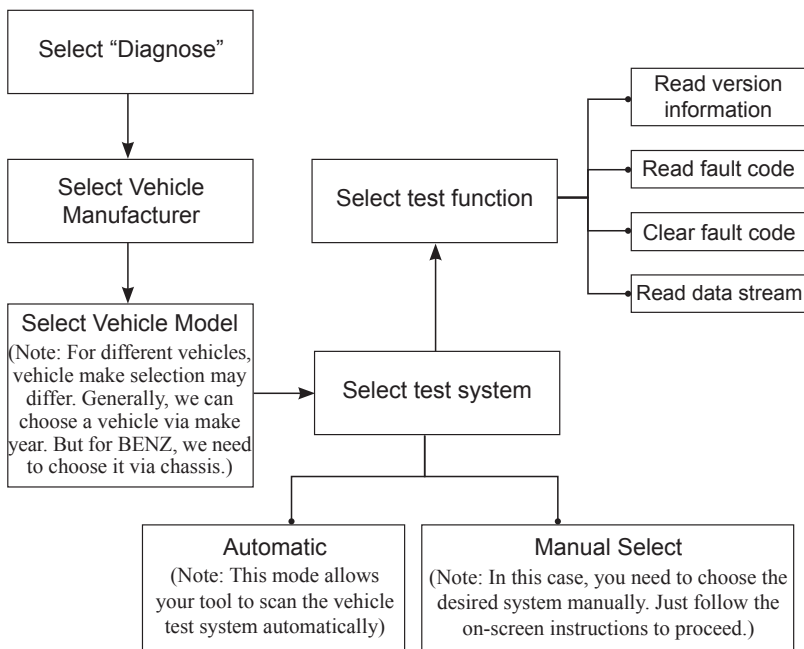 Select “Diagnose”
Select Vehicle
Manufacturer
Select Vehicle Model
(Note: For different vehicles,
vehicle make selection may
differ. Generally, we can
choose a vehicle via make
year. But for BENZ, we need
to choose it via chassis.)
Select test system
Automatic
(Note: This mode allows
your tool to scan the vehicle
test system automatically)
Manual Select
(Note: In this case, you need to choose the
desired system manually. Just follow the
on-screen instructions to proceed.)
Select test function
Read version
information
Read fault code
Clear fault code
Read data stream